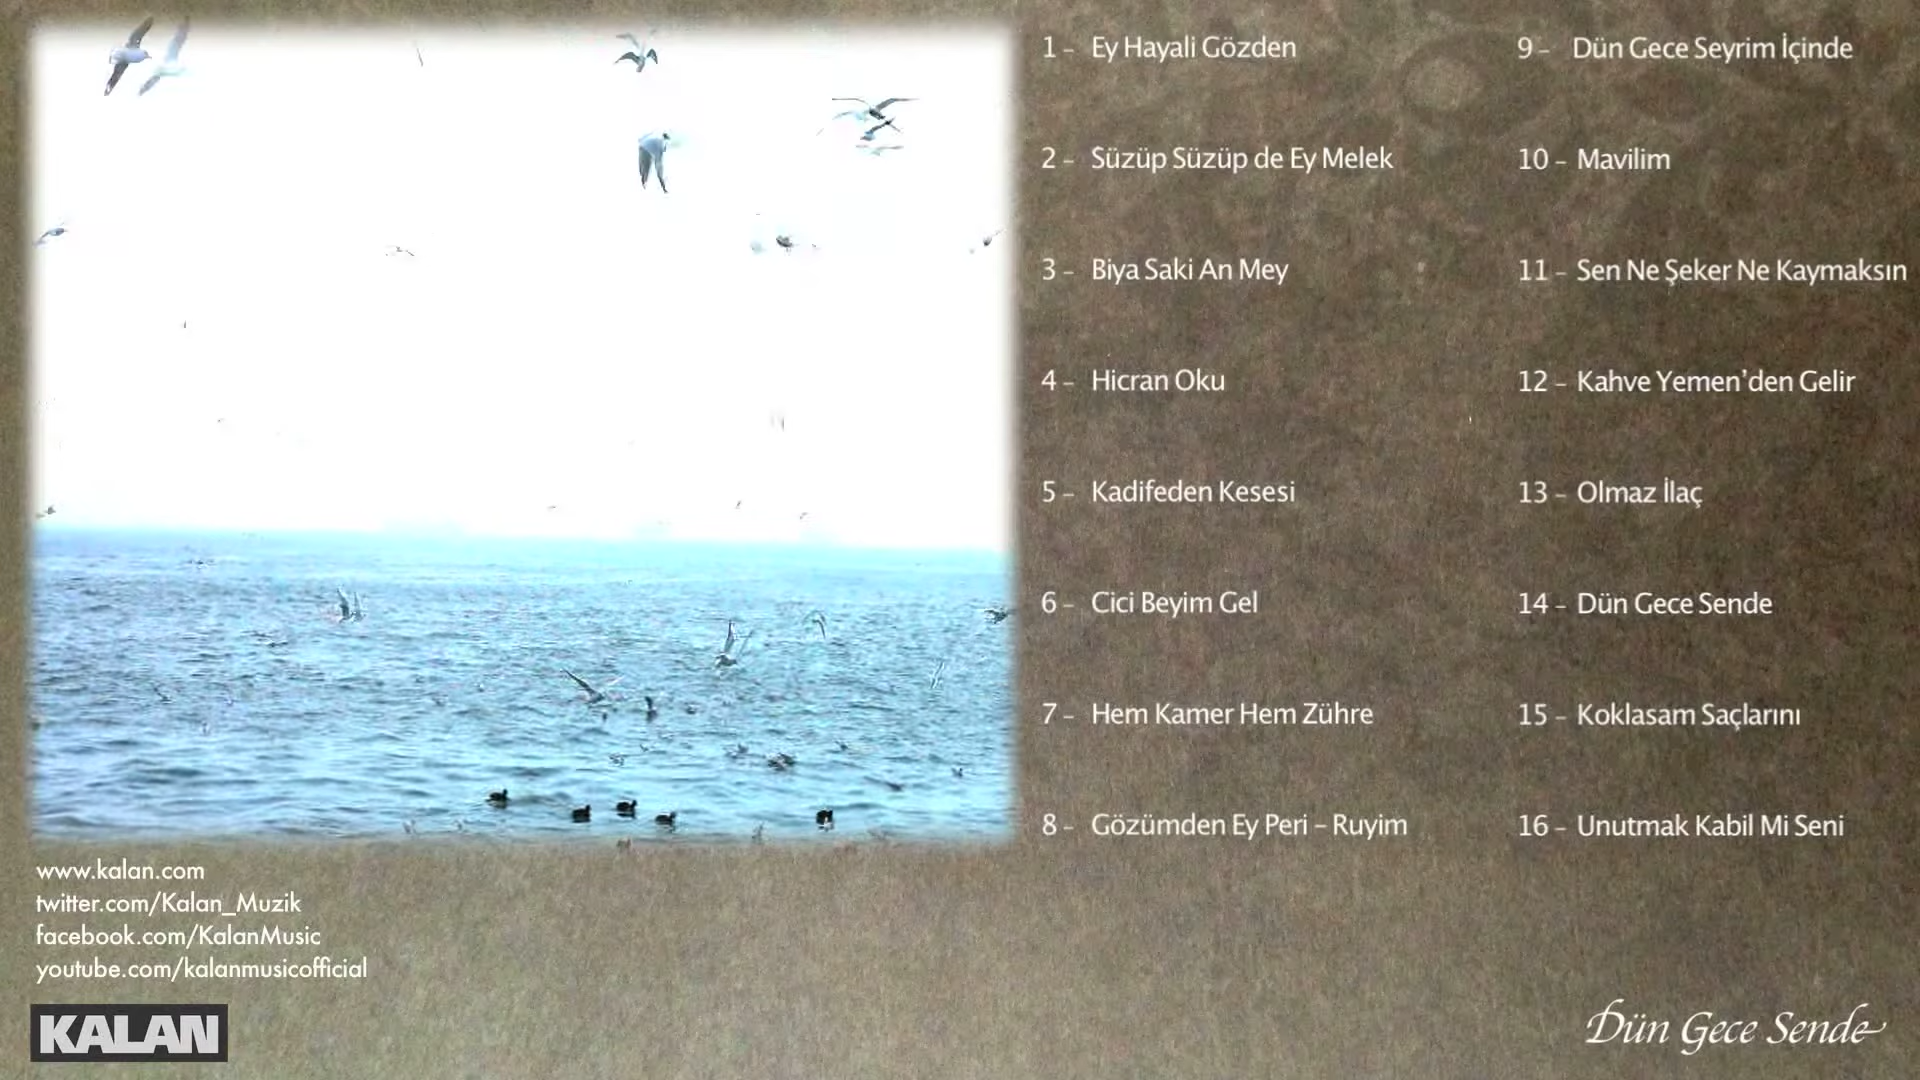 1 - Ey Hayali Gözden
2 - Süzüp Süzüp de Ey Melek
3 - Biya Saki An Mey
4 - Hicran Oku
5 - Kadifeden Kesesi
6 - Cici Beyim Gel
7 - Hem Kamer Hem Zühre
8 - Gözümden Ey Peri – Ruyim
9 - Dün Gece Seyrim İçinde
10 - Mavilim
11 - Sen Ne Şeker Ne Kaymaksın
12 - Kahve Yemen’den Gelir
13 - Olmaz İlaç
14 - Dün Gece Sende
15 - Koklasam Saçlarını
16 - Unutmak Kabil Mi Seni
www.kalan.com
twitter.com/Kalan_Muzik
facebook.com/KalanMusic
youtube.com/kalanmusicofficial
KALAN
Dün Gece Sende